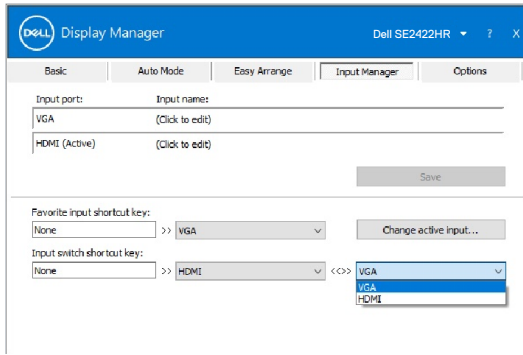 DELL Display Manager Dell SE2422HR ? X
Basic Auto Mode Easy Arrange Input Manager Options
Input port: Input name:
VGA (Click to edit)
HDMI (Active) (Click to edit)
Save
Favorite input shortcut key:
None >> VGA Change active input...
Input switch shortcut key:
None >> HDMI <<>> VGA
VGA
HDMI